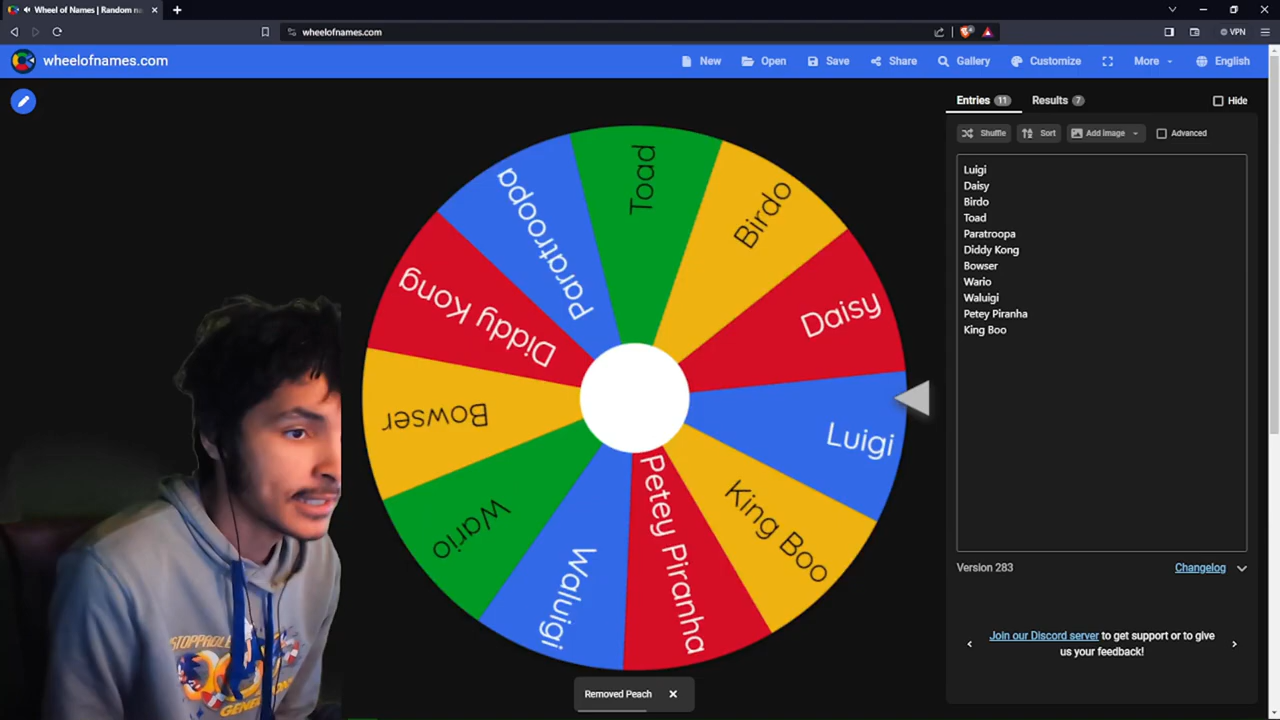 Wheel of Names | Random na
wheelofnames.com
VPN
wheelofnames.com
New
Open
Save
Share
Gallery
Customize
More
English
Entries 11
Results 7
Hide
Shuffle
Sort
Add image
Advanced
Luigi
Daisy
Birdo
Toad
Paratroopa
Diddy Kong
Bowser
Wario
Waluigi
Petey Piranha
King Boo
Version 283
Changelog
Join our Discord server to get support or to give
us your feedback!
Toad
Birdo
Daisy
Luigi
King Boo
Petey Piranha
Waluigi
Wario
Bowser
Diddy Kong
Paratroopa
Removed Peach
STOPPABLE
GENER